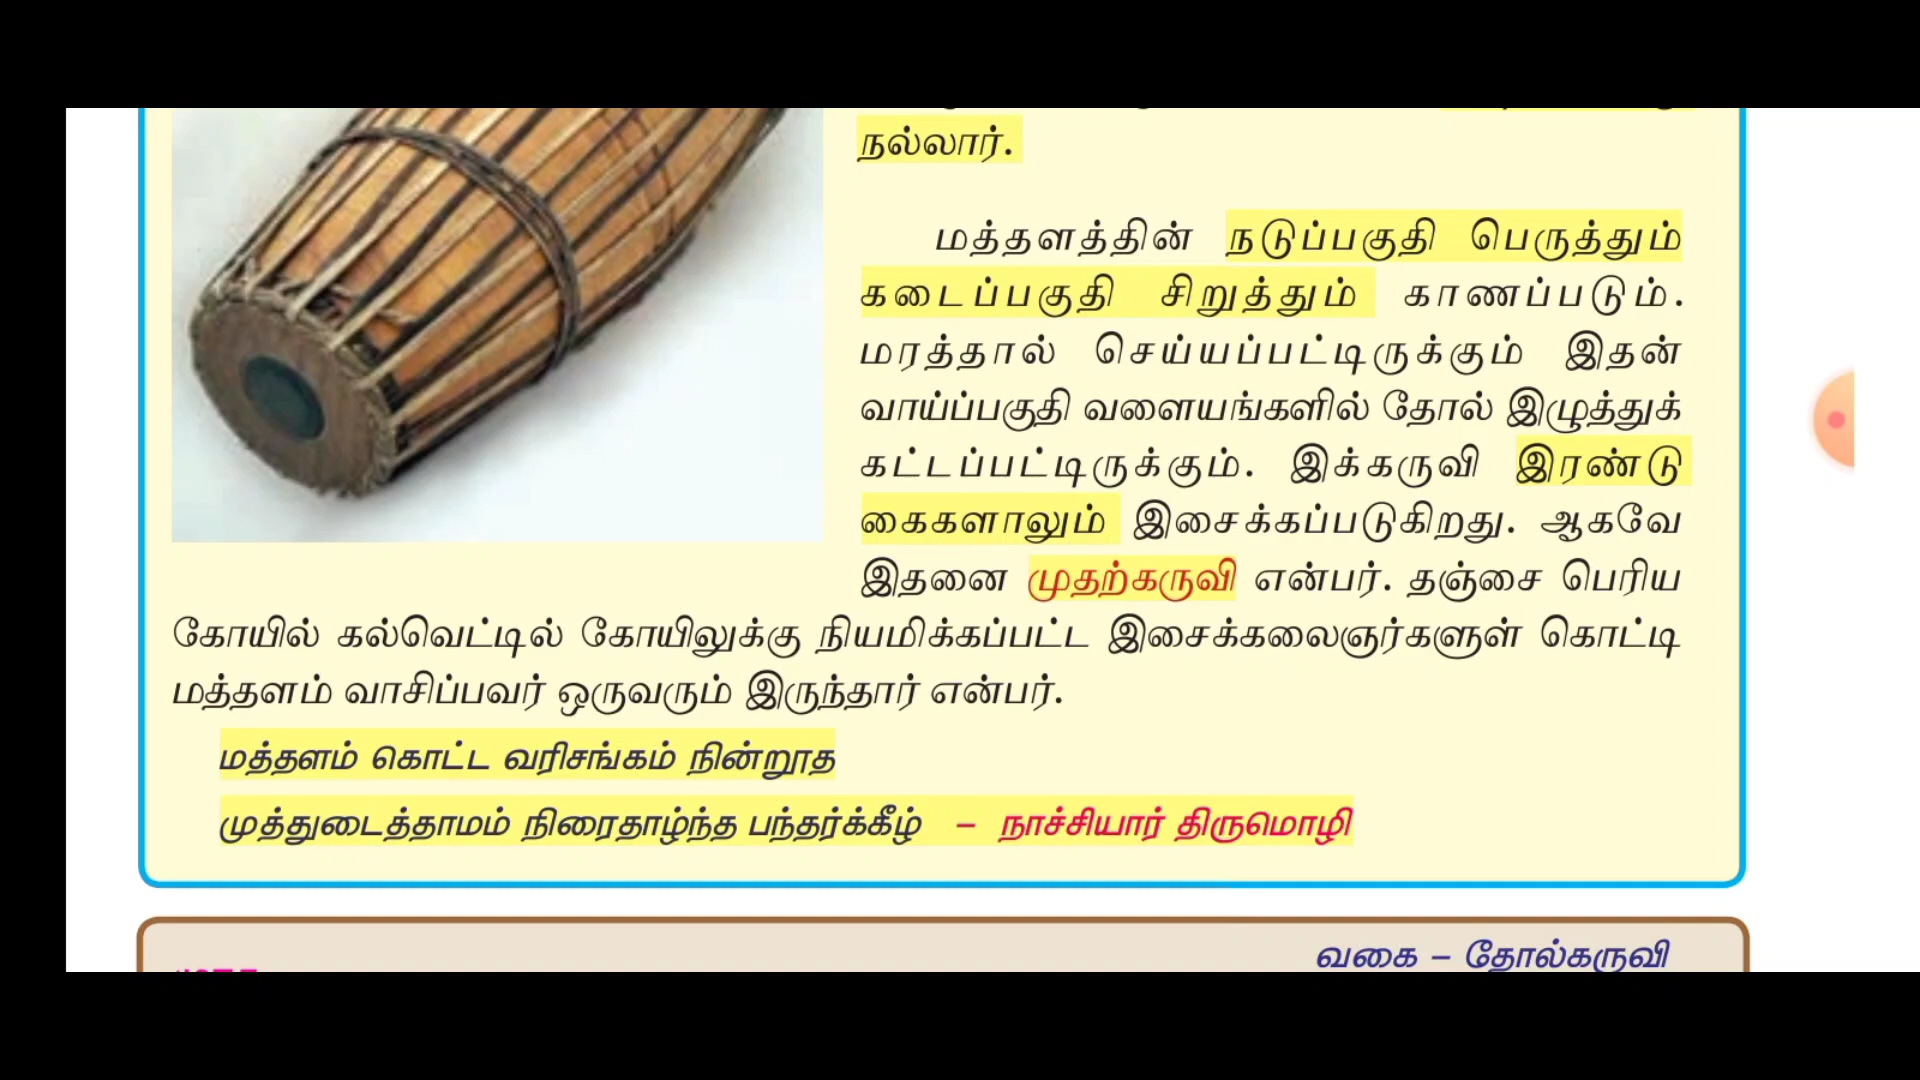 நல்லார்.
மத்தளத்தின் நடுப்பகுதி பெருத்தும்
கடைப்பகுதி சிறுத்தும் காணப்படும்.
மரத்தால் செய்யப்பட்டிருக்கும் இதன்
வாய்ப்பகுதி வளையங்களில் தோல் இழுத்துக்
கட்டப்பட்டிருக்கும். இக்கருவி இரண்டு
கைகளாலும் இசைக்கப்படுகிறது. ஆகவே
இதனை முதற்கருவி என்பர். தஞ்சை பெரிய
கோயில் கல்வெட்டில் கோயிலுக்கு நியமிக்கப்பட்ட இசைக்கலைஞர்களுள் கொட்டி
மத்தளம் வாசிப்பவர் ஒருவரும் இருந்தார் என்பர்.
மத்தளம் கொட்ட வரிசங்கம் நின்றூத
முத்துடைத்தாமம் நிரைதாழ்ந்த பந்தர்க்கீழ் – நாச்சியார் திருமொழி
வகை – தோல்கருவி